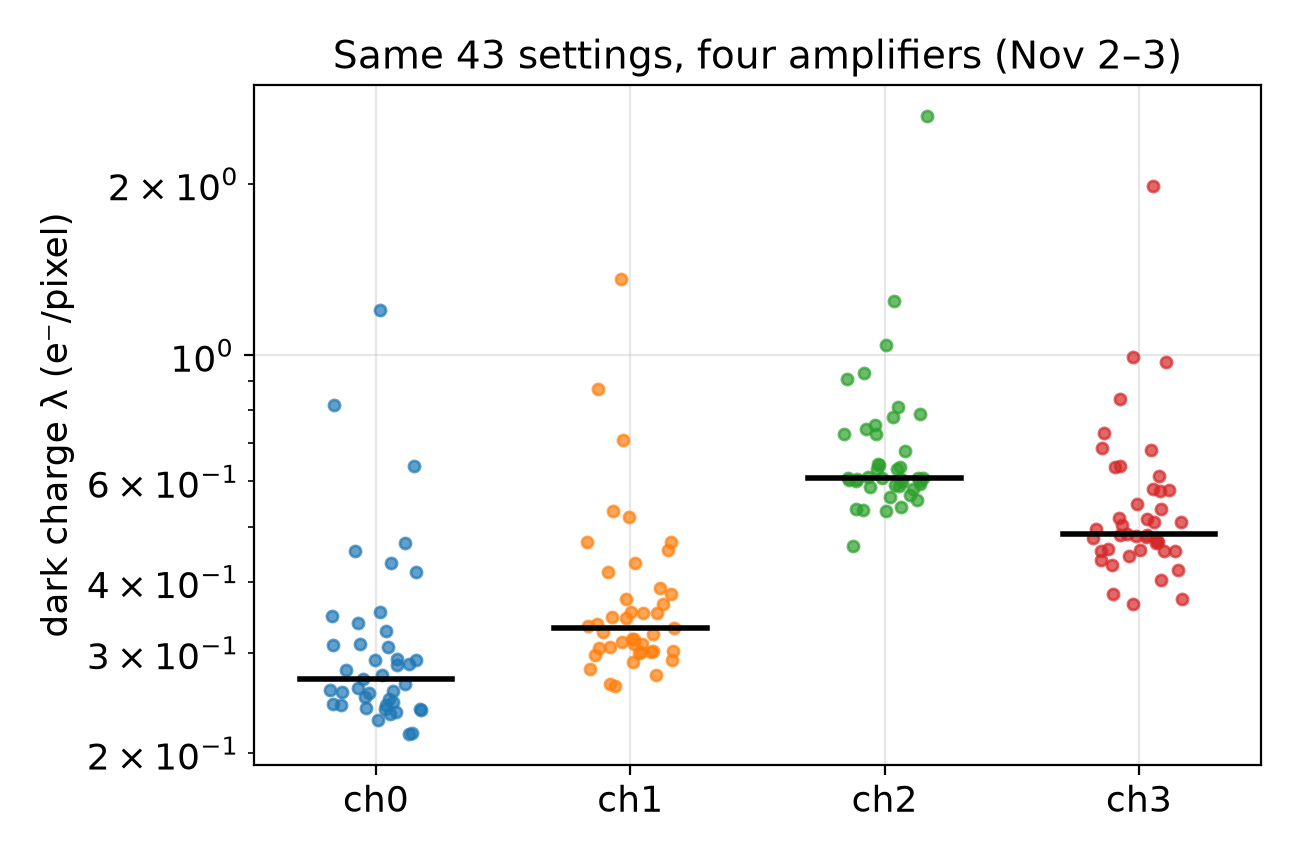 Same 43 settings, four amplifiers (Nov 2–3)
dark charge λ (e⁻/pixel)
2 × 10⁰
10⁰
6 × 10⁻¹
4 × 10⁻¹
3 × 10⁻¹
2 × 10⁻¹
ch0 ch1 ch2 ch3